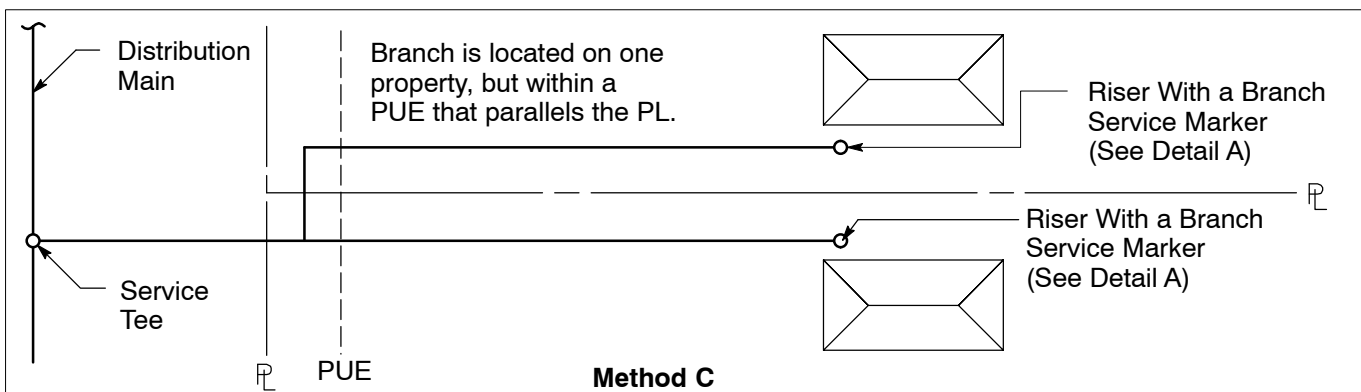 Distribution
Main
Branch is located on one
property, but within a
PUE that parallels the PL.
Riser With a Branch
Service Marker
(See Detail A)
PL
Riser With a Branch
Service Marker
(See Detail A)
Service
Tee
PL
PUE
Method C